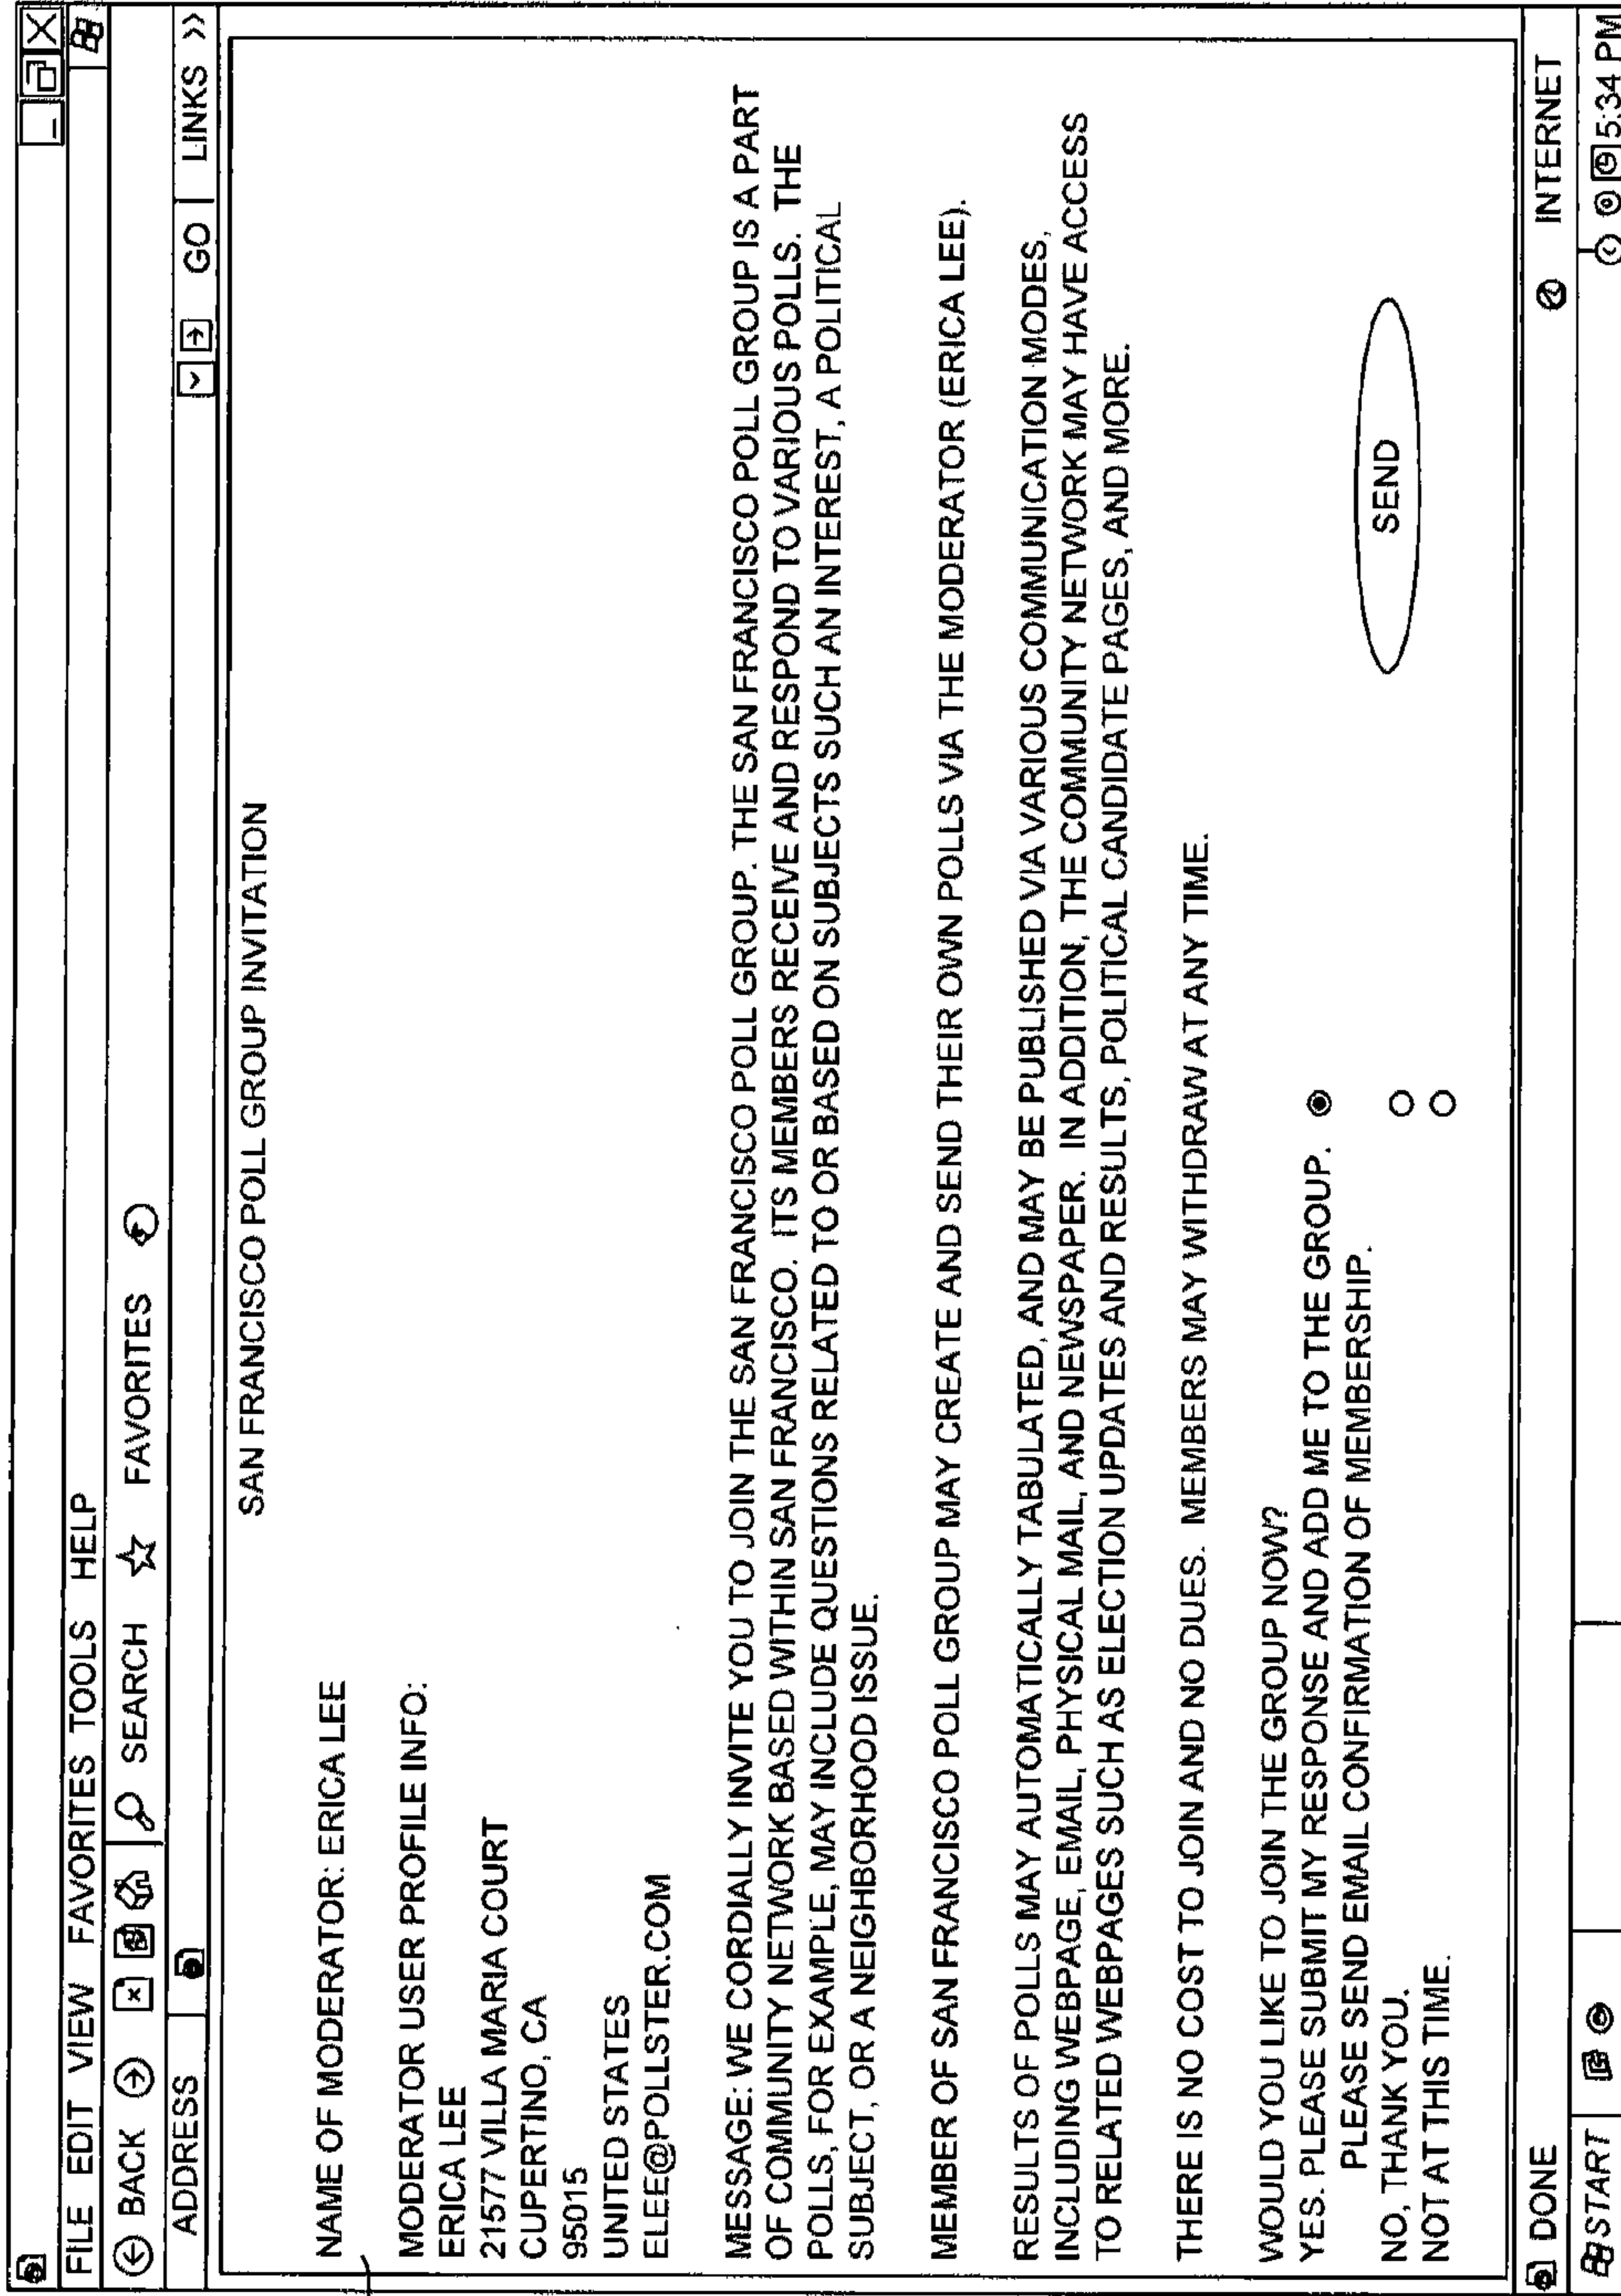 FILE EDIT VIEW FAVORITES TOOLS HELP
BACK SEARCH FAVORITES
ADDRESS GO LINKS >>
SAN FRANCISCO POLL GROUP INVITATION
NAME OF MODERATOR: ERICA LEE
MODERATOR USER PROFILE INFO:
ERICA LEE
21577 VILLA MARIA COURT
CUPERTINO, CA
95015
UNITED STATES
ELEE@POLLSTER.COM
MESSAGE: WE CORDIALLY INVITE YOU TO JOIN THE SAN FRANCISCO POLL GROUP. THE SAN FRANCISCO POLL GROUP IS A PART
OF COMMUNITY NETWORK BASED WITHIN SAN FRANCISCO. ITS MEMBERS RECEIVE AND RESPOND TO VARIOUS POLLS. THE
POLLS, FOR EXAMPLE, MAY INCLUDE QUESTIONS RELATED TO OR BASED ON SUBJECTS SUCH AN INTEREST, A POLITICAL
SUBJECT, OR A NEIGHBORHOOD ISSUE.
MEMBER OF SAN FRANCISCO POLL GROUP MAY CREATE AND SEND THEIR OWN POLLS VIA THE MODERATOR (ERICA LEE).
RESULTS OF POLLS MAY AUTOMATICALLY TABULATED, AND MAY BE PUBLISHED VIA VARIOUS COMMUNICATION MODES,
INCLUDING WEBPAGE, EMAIL, PHYSICAL MAIL, AND NEWSPAPER. IN ADDITION, THE COMMUNITY NETWORK MAY HAVE ACCESS
TO RELATED WEBPAGES SUCH AS ELECTION UPDATES AND RESULTS, POLITICAL CANDIDATE PAGES, AND MORE.
THERE IS NO COST TO JOIN AND NO DUES. MEMBERS MAY WITHDRAW AT ANY TIME.
WOULD YOU LIKE TO JOIN THE GROUP NOW?
YES. PLEASE SUBMIT MY RESPONSE AND ADD ME TO THE GROUP.
PLEASE SEND EMAIL CONFIRMATION OF MEMBERSHIP.
NO, THANK YOU.
NOT AT THIS TIME.
SEND
DONE INTERNET
START 5:34 PM